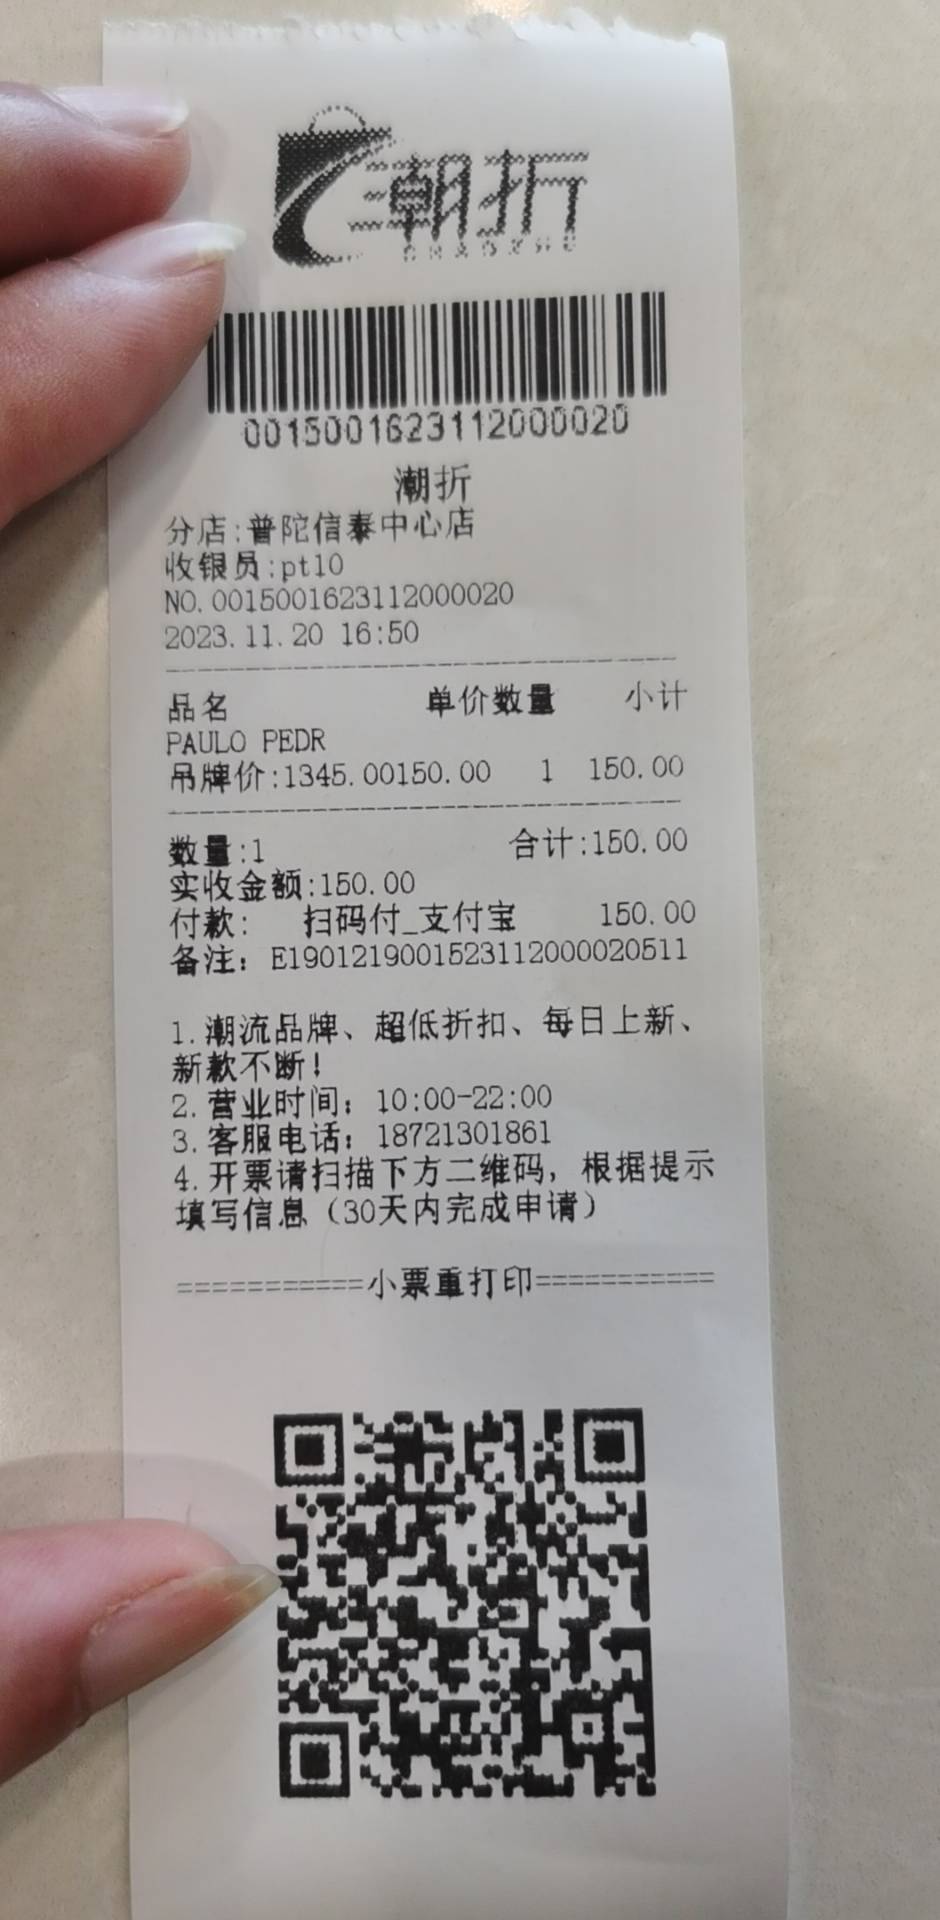 潮折
0015001623112000020
潮折
分店:普陀信泰中心店
收银员:pt10
NO.0015001623112000020
2023.11.20 16:50
品名 单价数量 小计
PAULO PEDR
吊牌价:1345.00150.00 1 150.00
数量:1 合计:150.00
实收金额:150.00
付款: 扫码付_支付宝 150.00
备注: E1901219001523112000020511
1.潮流品牌、超低折扣、每日上新、
新款不断!
2.营业时间: 10:00-22:00
3.客服电话: 18721301861
4.开票请扫描下方二维码, 根据提示
填写信息(30天内完成申请)
===========小票重打印===========